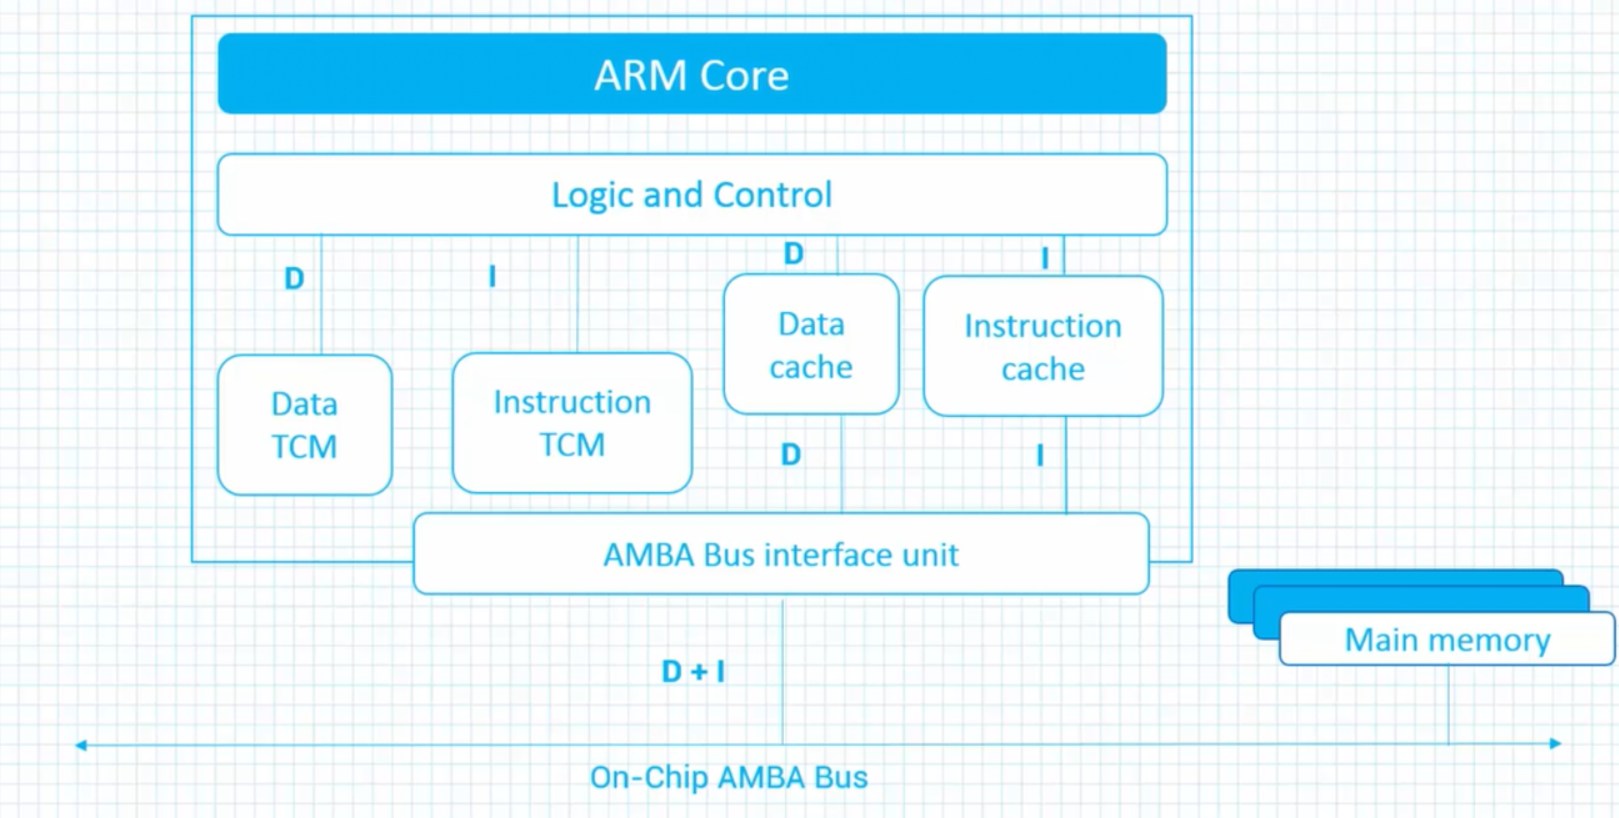 ARM Core
Logic and Control
D
I
D
I
Data
cache
Instruction
cache
Data
TCM
Instruction
TCM
D
I
AMBA Bus interface unit
Main memory
D + I
On-Chip AMBA Bus